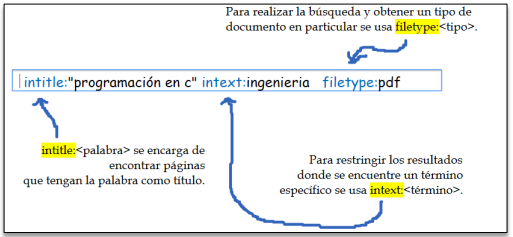 Para realizar la búsqueda y obtener un tipo de
documento en particular se usa filetype:<tipo>.
intitle:"programación en c" intext:ingenieria filetype:pdf
intitle:<palabra> se encarga de
encontrar páginas
que tengan la palabra como título.
Para restringir los resultados
donde se encuentre un término
específico se usa intext:<término>.